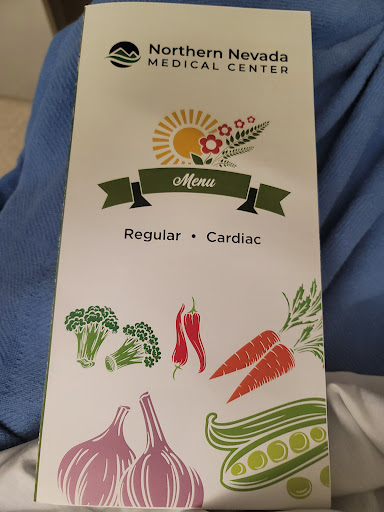 Northern Nevada
MEDICAL CENTER
Menu
Regular • Cardiac